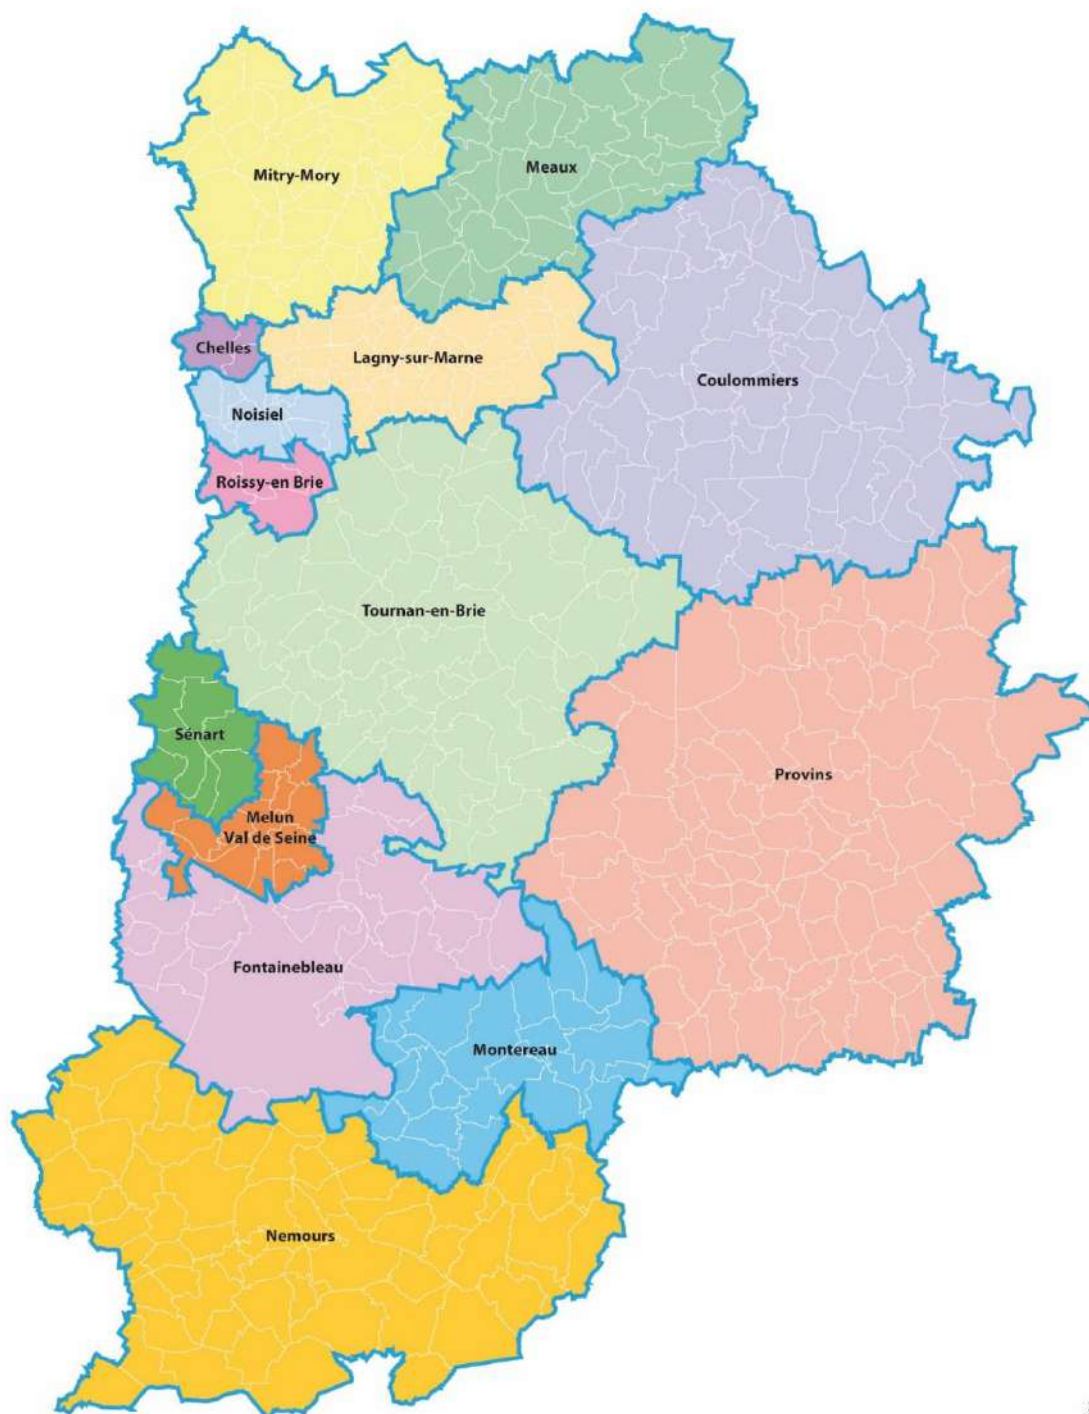 Mitry-Mory
Meaux
Chelles
Lagny-sur-Marne
Coulommiers
Noisiel
Roissy-en Brie
Tournan-en-Brie
Sénart
Provins
Melun
Val de Seine
Fontainebleau
Montereau
Nemours